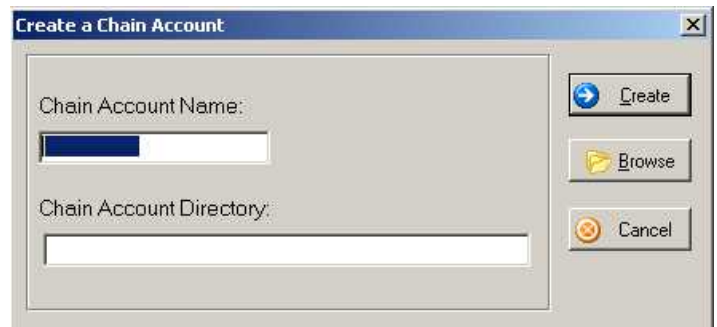 Create a Chain Account
Chain Account Name:
Create
Browse
Chain Account Directory:
Cancel